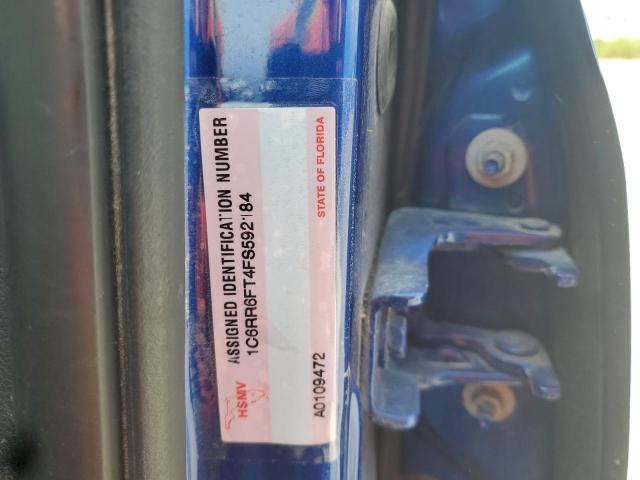 ASSIGNED IDENTIFICATION NUMBER
1C6RR6FT4FS592184
HSMV
A0109472
STATE OF FLORIDA